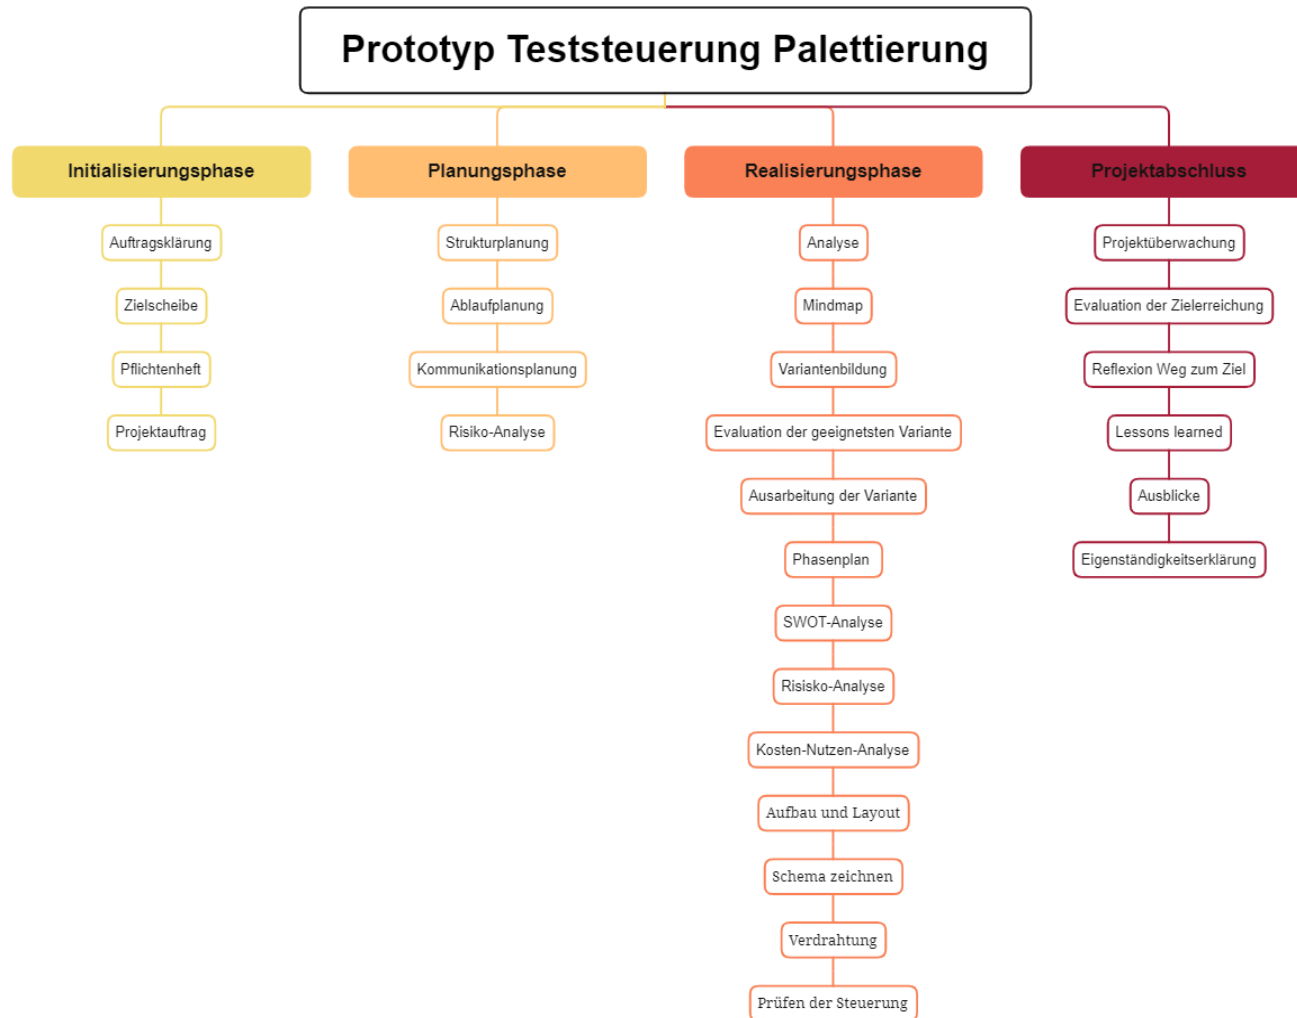 Prototyp Teststeuerung Palettierung
Initialisierungsphase
Auftragsklärung
Zielscheibe
Pflichtenheft
Projektauftrag
Planungsphase
Strukturplanung
Ablaufplanung
Kommunikationsplanung
Risiko-Analyse
Realisierungsphase
Analyse
Mindmap
Variantenbildung
Evaluation der geeignetsten Variante
Ausarbeitung der Variante
Phasenplan
SWOT-Analyse
Risisko-Analyse
Kosten-Nutzen-Analyse
Aufbau und Layout
Schema zeichnen
Verdrahtung
Prüfen der Steuerung
Projektabschluss
Projektüberwachung
Evaluation der Zielerreichung
Reflexion Weg zum Ziel
Lessons learned
Ausblicke
Eigenständigkeitserklärung